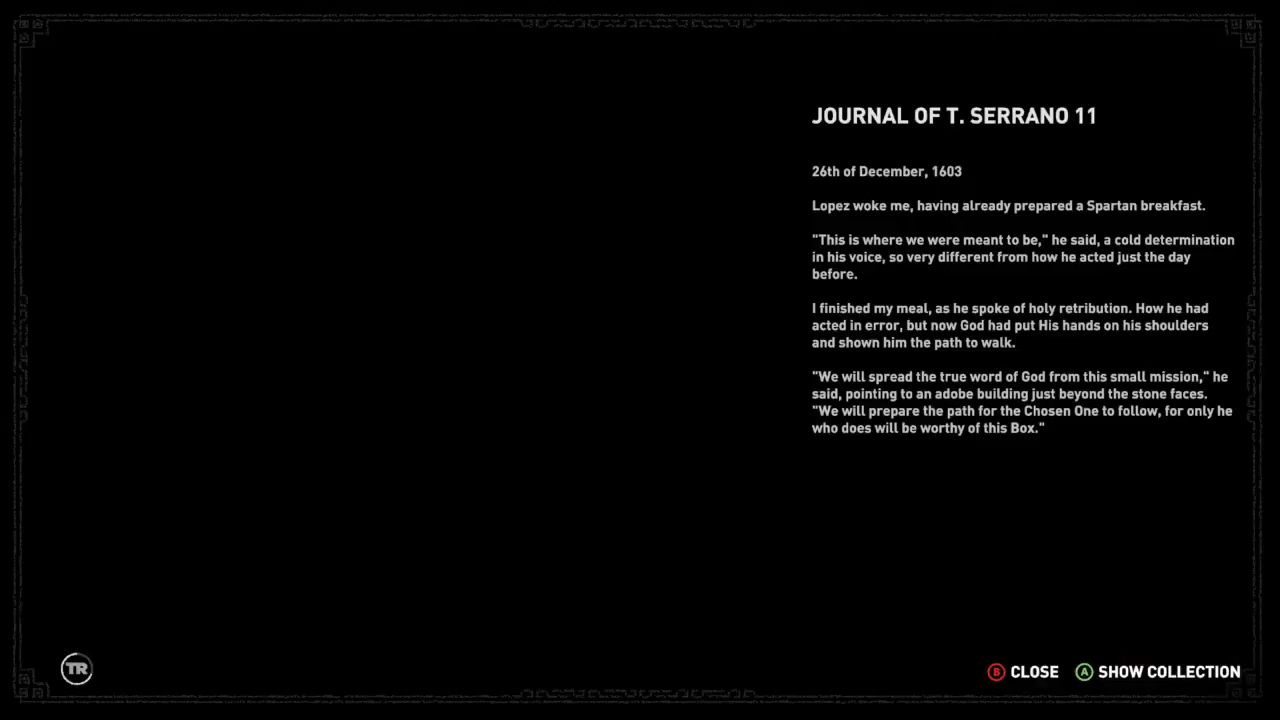 JOURNAL OF T. SERRANO 11
26th of December, 1603
Lopez woke me, having already prepared a Spartan breakfast.
"This is where we were meant to be," he said, a cold determination
in his voice, so very different from how he acted just the day
before.
I finished my meal, as he spoke of holy retribution. How he had
acted in error, but now God had put His hands on his shoulders
and shown him the path to walk.
"We will spread the true word of God from this small mission," he
said, pointing to an adobe building just beyond the stone faces.
"We will prepare the path for the Chosen One to follow, for only he
who does will be worthy of this Box."
TR
B CLOSE A SHOW COLLECTION